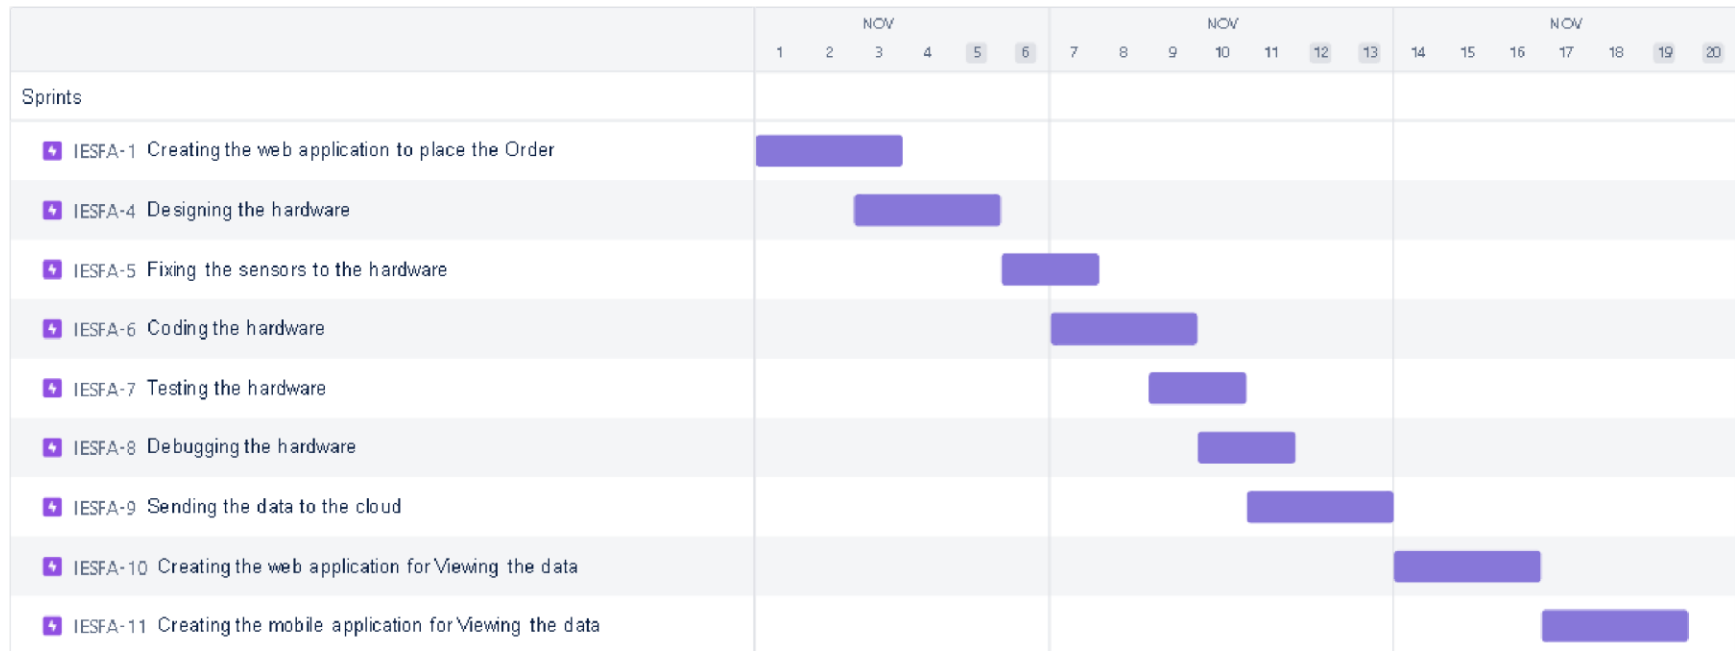 NOV NOV NOV
1 2 3 4 5 6 7 8 9 10 11 12 13 14 15 16 17 18 19 20
Sprints
IESFA-1 Creating the web application to place the Order
IESFA-4 Designing the hardware
IESFA-5 Fixing the sensors to the hardware
IESFA-6 Coding the hardware
IESFA-7 Testing the hardware
IESFA-8 Debugging the hardware
IESFA-9 Sending the data to the cloud
IESFA-10 Creating the web application for Viewing the data
IESFA-11 Creating the mobile application for Viewing the data